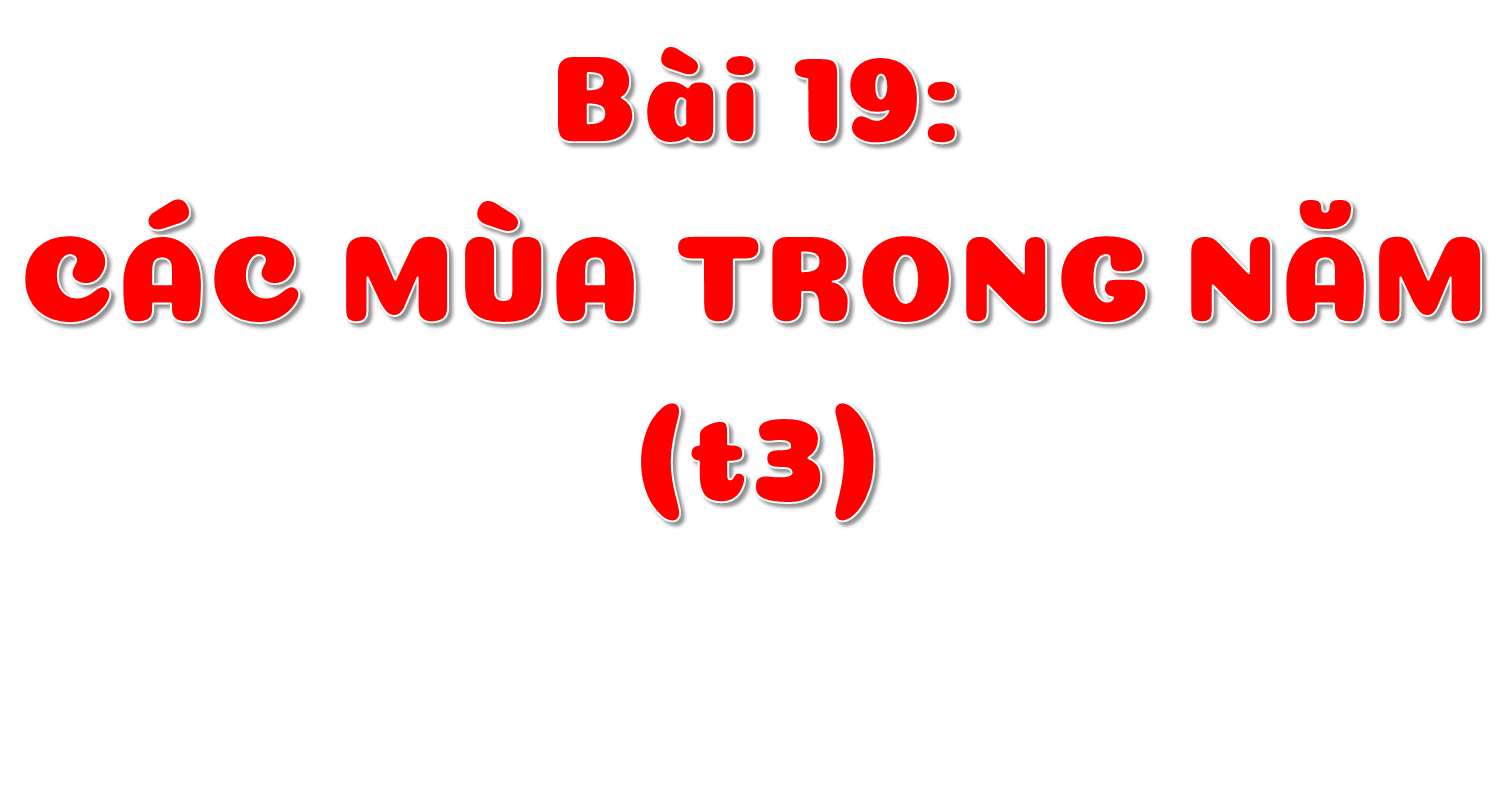 Bài 19:
CÁC MÙA TRONG NĂM
(t3)